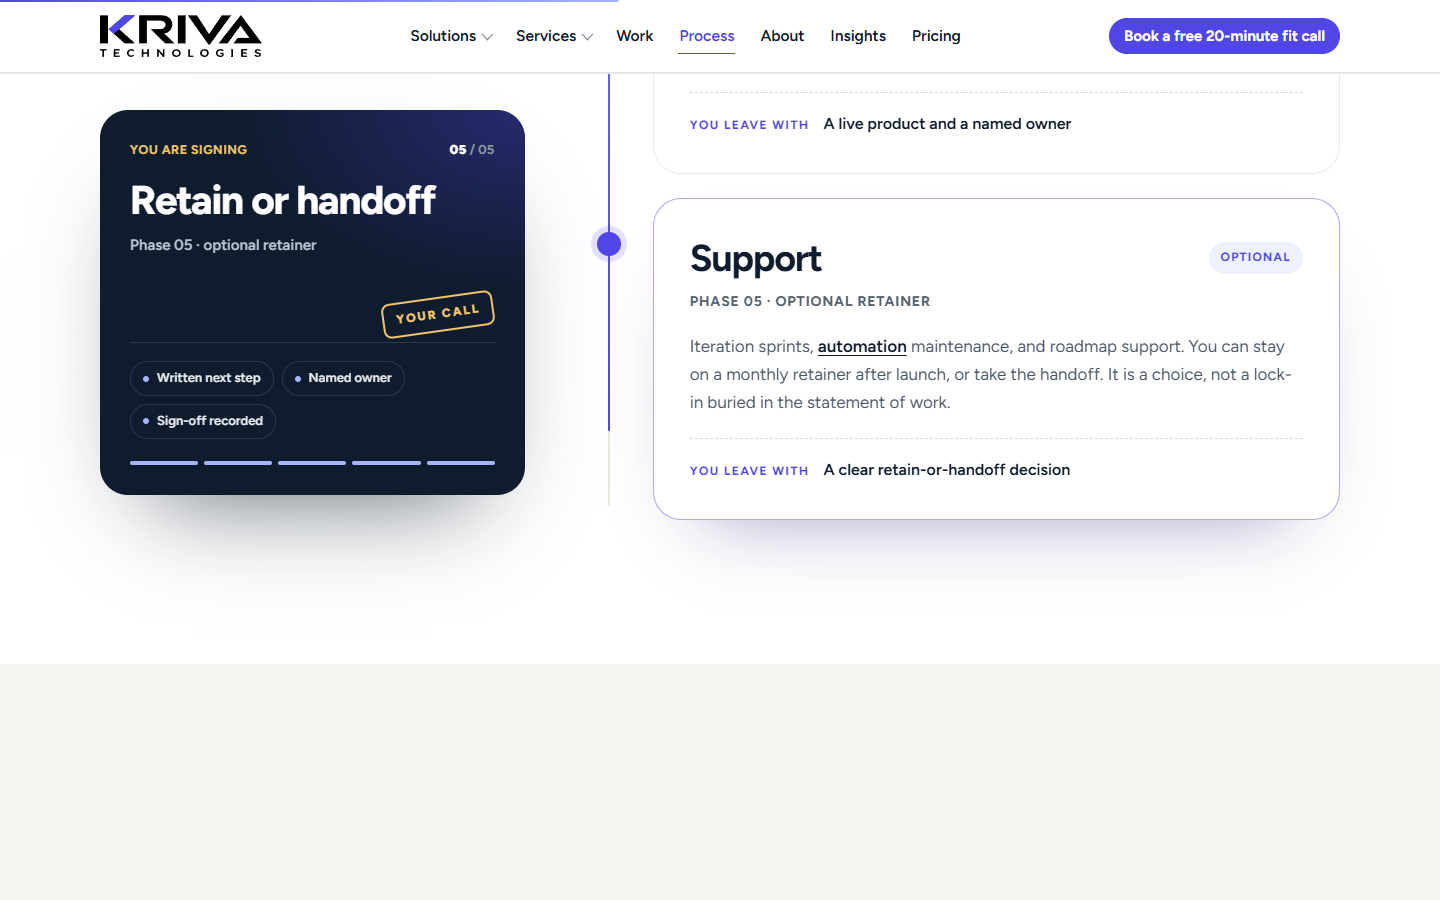 KRIVA
TECHNOLOGIES
Solutions
Services
Work
Process
About
Insights
Pricing
Book a free 20-minute fit call
YOU ARE SIGNING
05 / 05
Retain or handoff
Phase 05 · optional retainer
YOUR CALL
Written next step
Named owner
Sign-off recorded
YOU LEAVE WITH A live product and a named owner
Support
OPTIONAL
PHASE 05 · OPTIONAL RETAINER
Iteration sprints, automation maintenance, and roadmap support. You can stay
on a monthly retainer after launch, or take the handoff. It is a choice, not a lock-
in buried in the statement of work.
YOU LEAVE WITH A clear retain-or-handoff decision